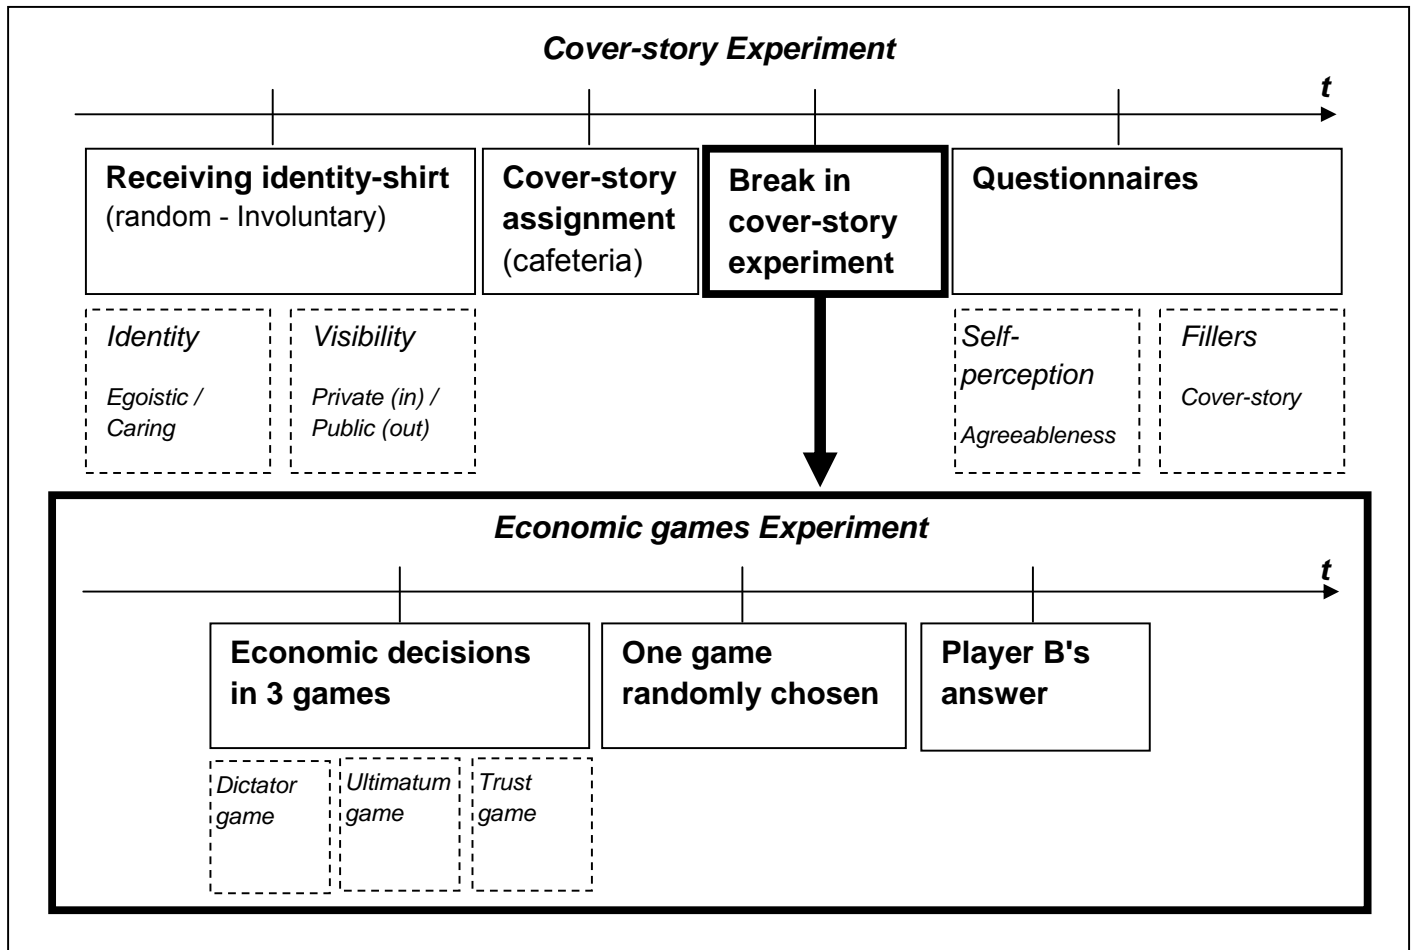 Cover-story Experiment
t
Receiving identity-shirt
(random - Involuntary)
Cover-story
assignment
(cafeteria)
Break in
cover-story
experiment
Questionnaires
Identity
Egoistic /
Caring
Visibility
Private (in) /
Public (out)
Self-
perception
Agreeableness
Fillers
Cover-story
Economic games Experiment
t
Economic decisions
in 3 games
One game
randomly chosen
Player B's
answer
Dictator
game
Ultimatum
game
Trust
game